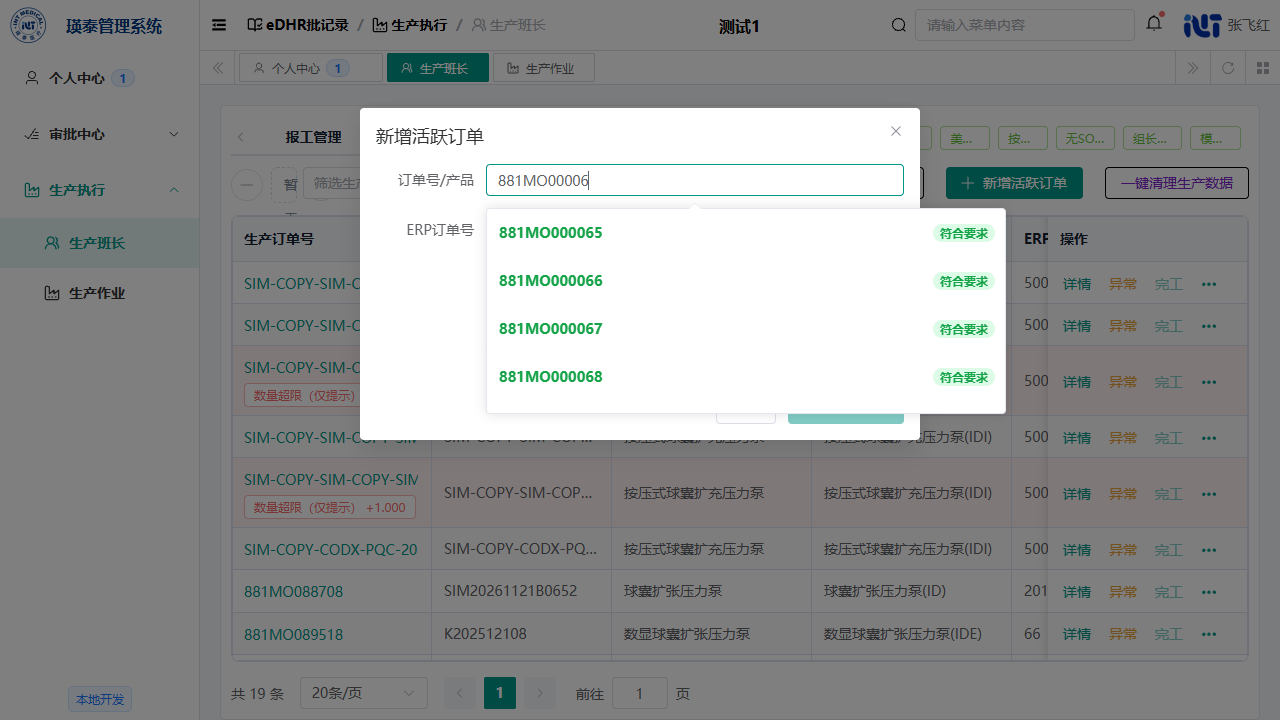 瑛泰管理系统
eDHR批记录 / 生产执行 / 生产班长
测试1
请输入菜单内容
张飞红
个人中心 1
审批中心
生产执行
生产班长
生产作业
本地开发
个人中心 1
生产班长
生产作业
报工管理
美...
按...
无SO...
组长...
模...
暂
筛选生产
新增活跃订单
一键清理生产数据
生产订单号
ERP
操作
SIM-COPY-SIM-C
500
详情 异常 完工 •••
SIM-COPY-SIM-C
500
详情 异常 完工 •••
SIM-COPY-SIM-C
数量超限（仅提示）
500
详情 异常 完工 •••
SIM-COPY-SIM-COPY-SIM
SIM-COPY-SIM-COP...
按压式球囊扩充压力泵
按压式球囊扩充压力泵(IDI)
500
详情 异常 完工 •••
SIM-COPY-SIM-COPY-SIM
数量超限（仅提示） +1.000
SIM-COPY-SIM-COP...
按压式球囊扩充压力泵
按压式球囊扩充压力泵(IDI)
500
详情 异常 完工 •••
SIM-COPY-CODX-PQC-20
SIM-COPY-CODX-PQ...
按压式球囊扩充压力泵
按压式球囊扩充压力泵(IDI)
500
详情 异常 完工 •••
881MO088708
SIM20261121B0652
球囊扩张压力泵
球囊扩张压力泵(ID)
201
详情 异常 完工 •••
881MO089518
K202512108
数显球囊扩张压力泵
数显球囊扩张压力泵(IDE)
66
详情 异常 完工 •••
共 19 条
20条/页
1
前往 1 页
新增活跃订单
订单号/产品
881MO00006
ERP订单号
881MO000065 符合要求
881MO000066 符合要求
881MO000067 符合要求
881MO000068 符合要求